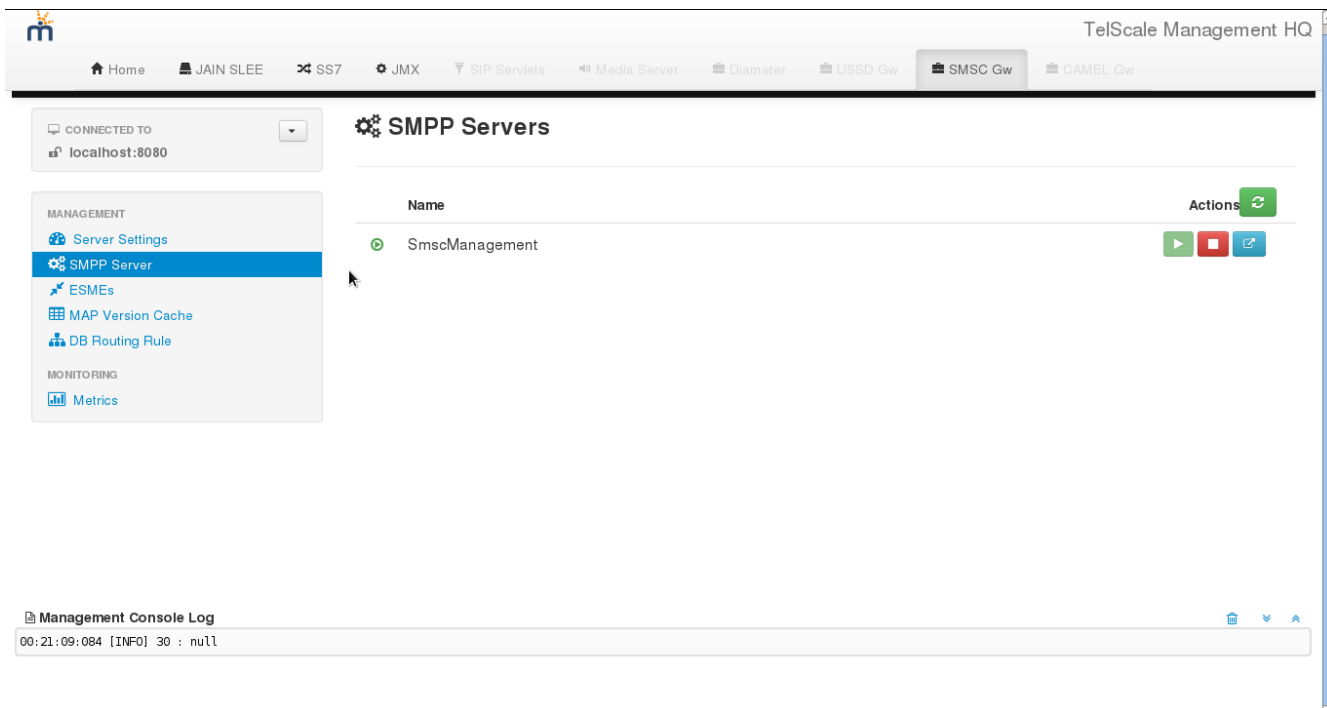 TelScale Management HQ
Home JAIN SLEE SS7 JMX SIP Servlets Media Server Diameter USSD Gw SMSC Gw CAMEL Gw
CONNECTED TO
localhost:8080
SMPP Servers
MANAGEMENT
Server Settings
SMPP Server
ESMEs
MAP Version Cache
DB Routing Rule
MONITORING
Metrics
Name Actions
SmscManagement
Management Console Log
00:21:09:084 [INFO] 30 : null